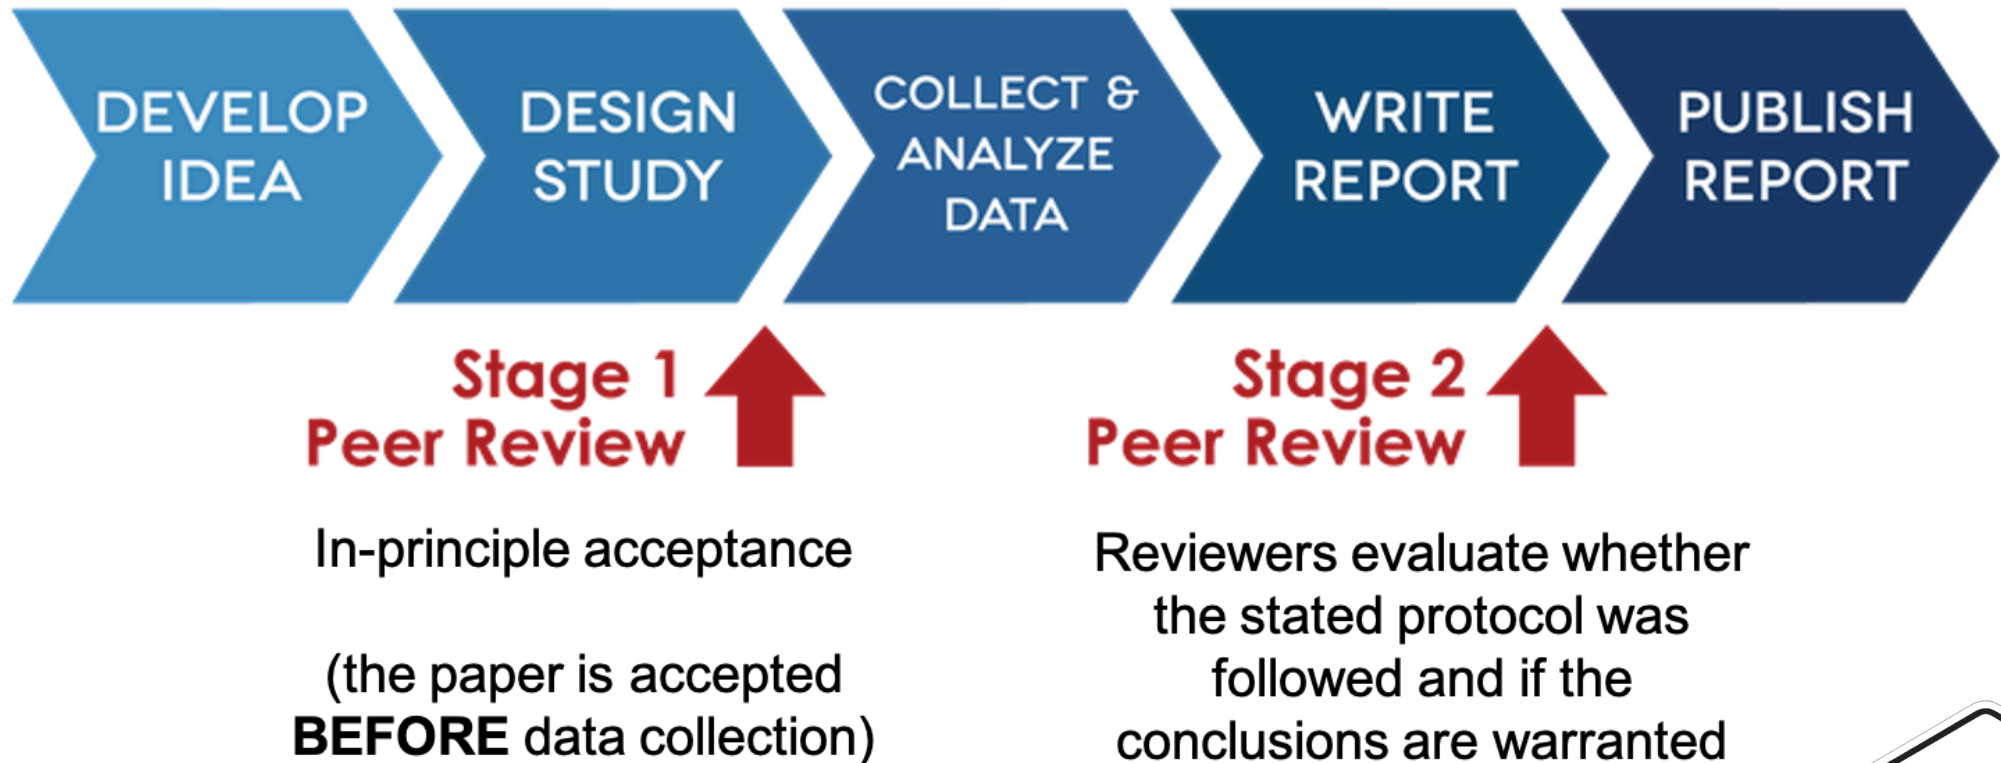 DEVELOP
IDEA
DESIGN
STUDY
COLLECT &
ANALYZE
DATA
WRITE
REPORT
PUBLISH
REPORT
Stage 1
Peer Review
Stage 2
Peer Review
In-principle acceptance
(the paper is accepted
BEFORE data collection)
Reviewers evaluate whether
the stated protocol was
followed and if the
conclusions are warranted